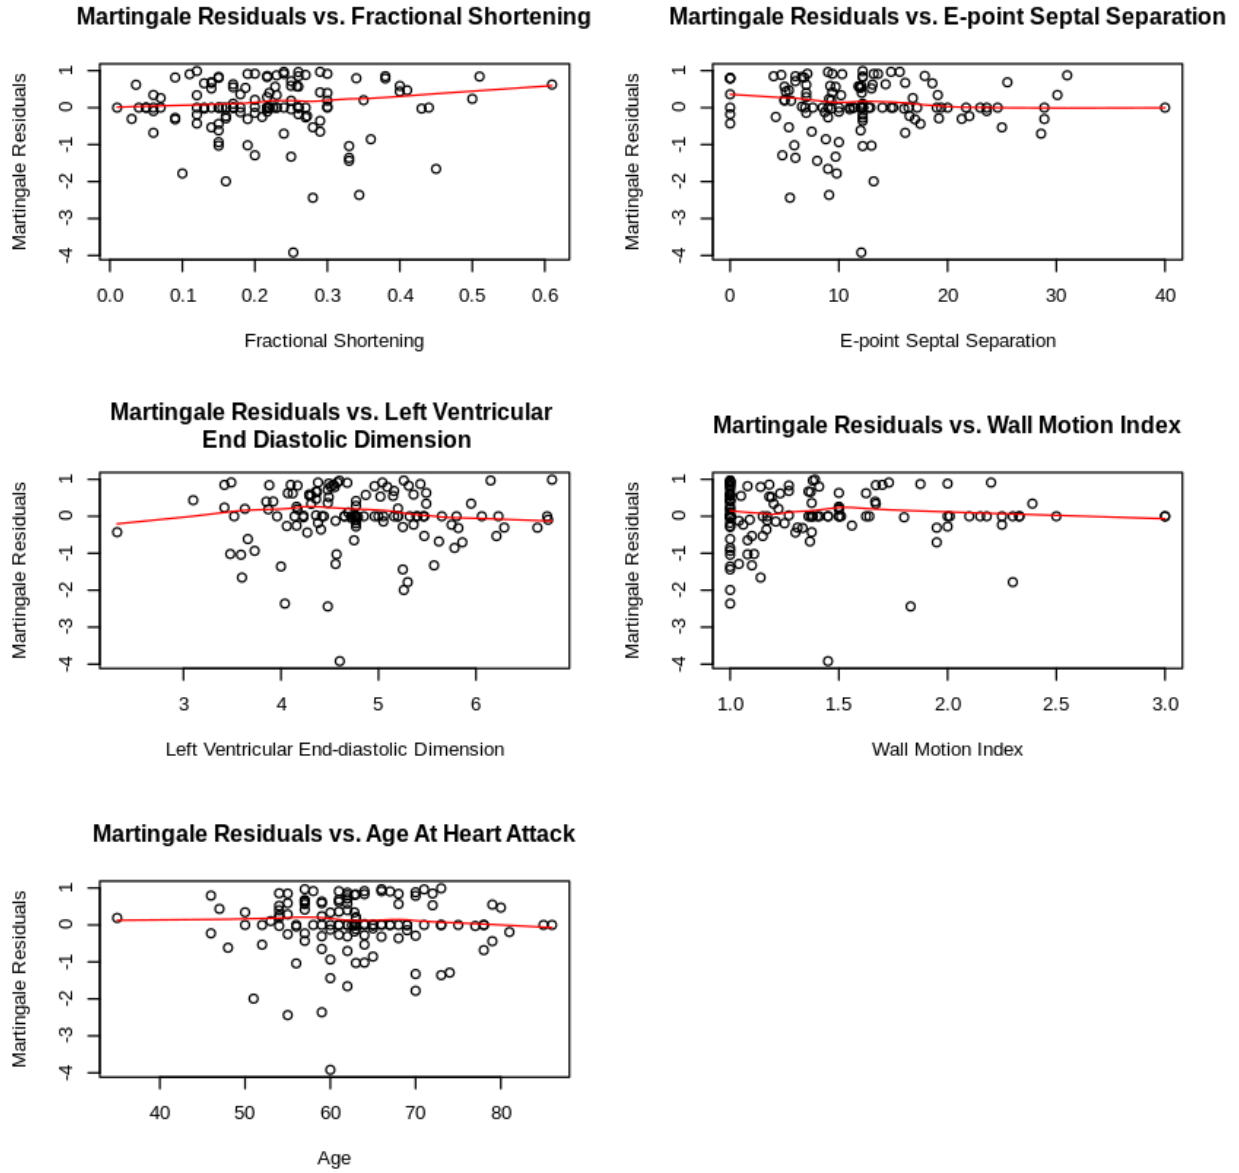 Martingale Residuals vs. Fractional Shortening
Martingale Residuals
1
0
-1
-2
-3
-4
0.0 0.1 0.2 0.3 0.4 0.5 0.6
Fractional Shortening
Martingale Residuals vs. E-point Septal Separation
Martingale Residuals
1
0
-1
-2
-3
-4
0 10 20 30 40
E-point Septal Separation
Martingale Residuals vs. Left Ventricular
End Diastolic Dimension
Martingale Residuals
1
0
-1
-2
-3
-4
3 4 5 6
Left Ventricular End-diastolic Dimension
Martingale Residuals vs. Wall Motion Index
Martingale Residuals
1
0
-1
-2
-3
-4
1.0 1.5 2.0 2.5 3.0
Wall Motion Index
Martingale Residuals vs. Age At Heart Attack
Martingale Residuals
1
0
-1
-2
-3
-4
40 50 60 70 80
Age